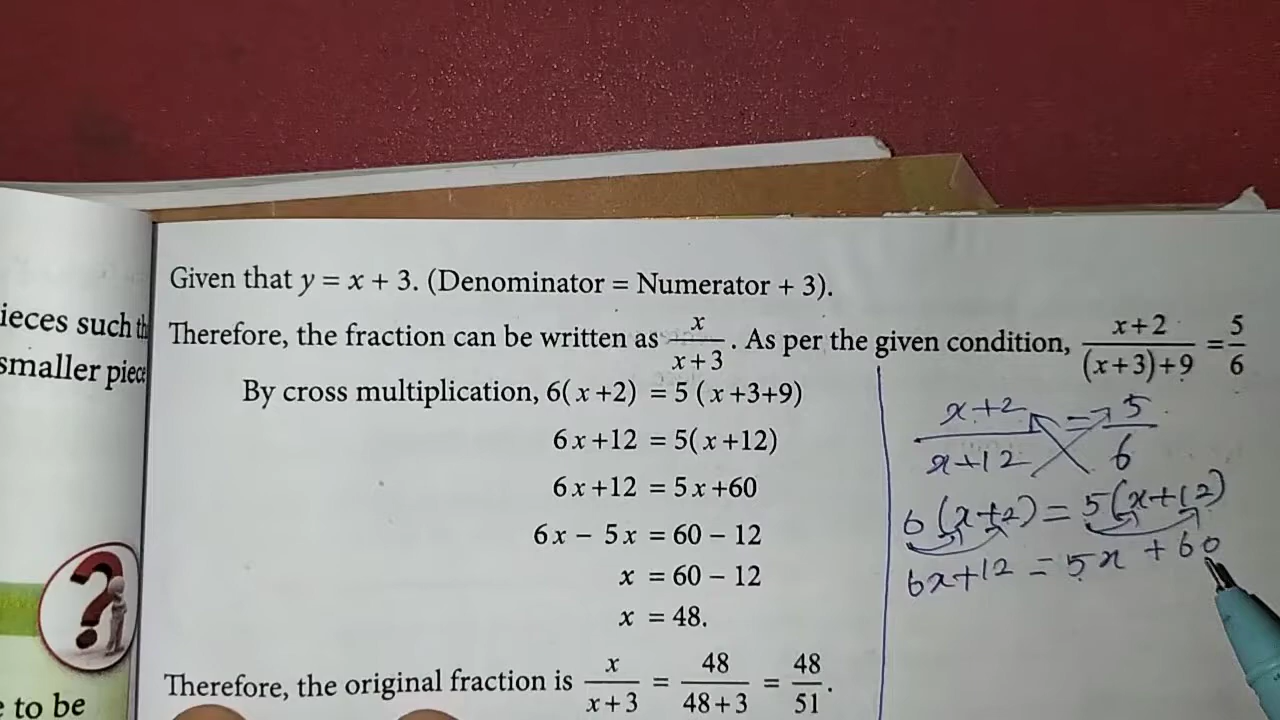 ieces such th
smaller piece
?
e to be
Given that y = x + 3. (Denominator = Numerator + 3).
Therefore, the fraction can be written as x/(x+3). As per the given condition, (x+2)/((x+3)+9) = 5/6
By cross multiplication, 6(x+2) = 5(x+3+9)
6x+12 = 5(x+12)
6x+12 = 5x+60
6x − 5x = 60 − 12
x = 60 − 12
x = 48.
Therefore, the original fraction is x/(x+3) = 48/(48+3) = 48/51.
(x+2)/(x+12) = 5/6
6(x+2) = 5(x+12)
6x+12 = 5x + 60